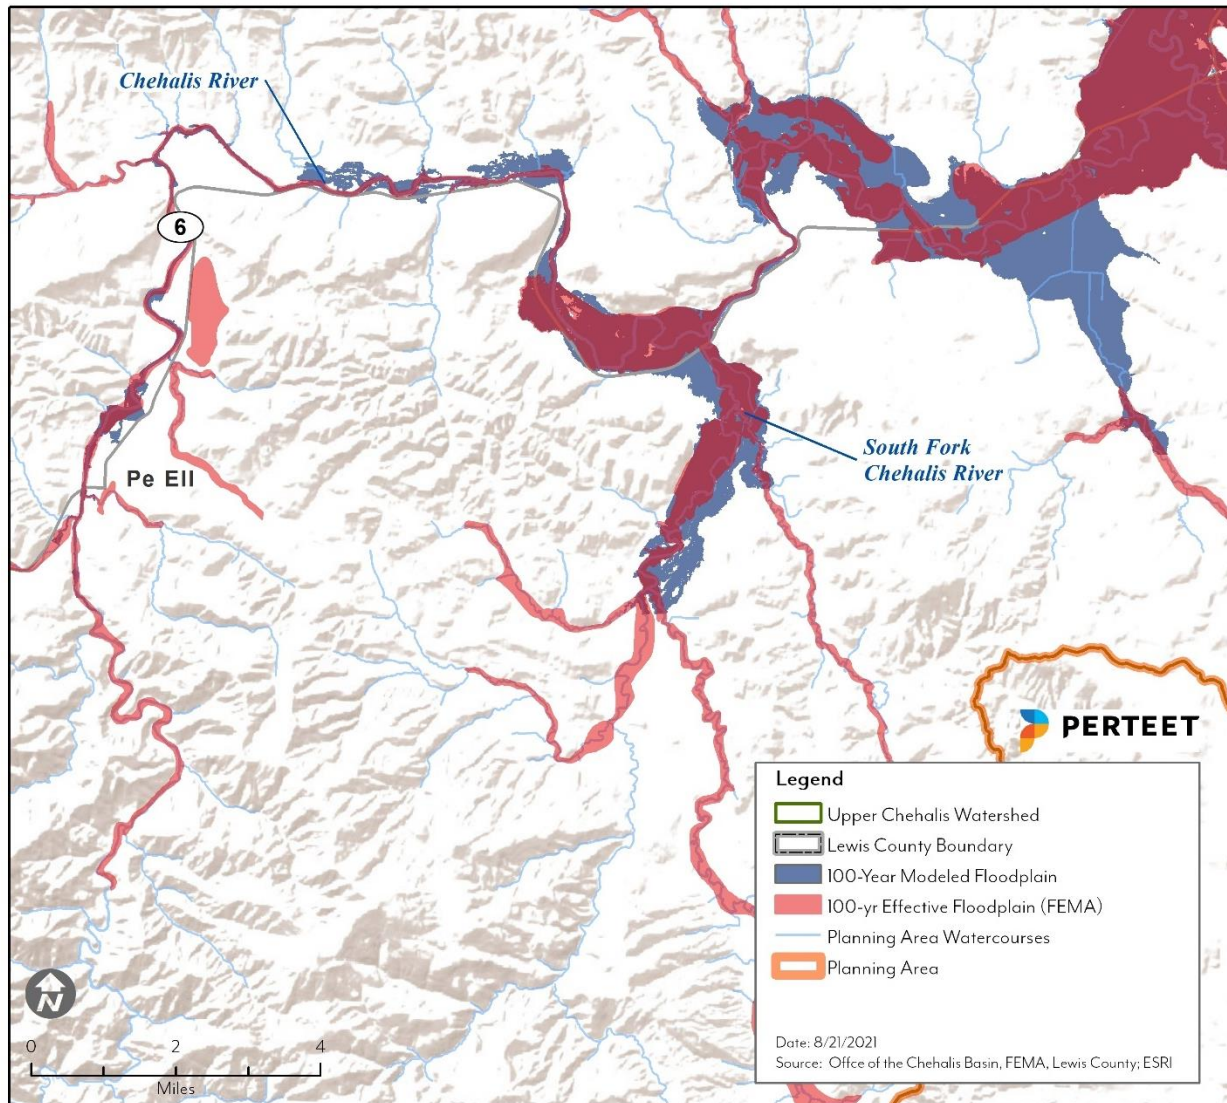 Chehalis River
6
Pe Ell
South Fork
Chehalis River
PERTEET
Legend
Upper Chehalis Watershed
Lewis County Boundary
100-Year Modeled Floodplain
100-yr Effective Floodplain (FEMA)
Planning Area Watercourses
Planning Area
Date: 8/21/2021
Source: Offce of the Chehalis Basin, FEMA, Lewis County; ESRI
N
0 2 4
Miles